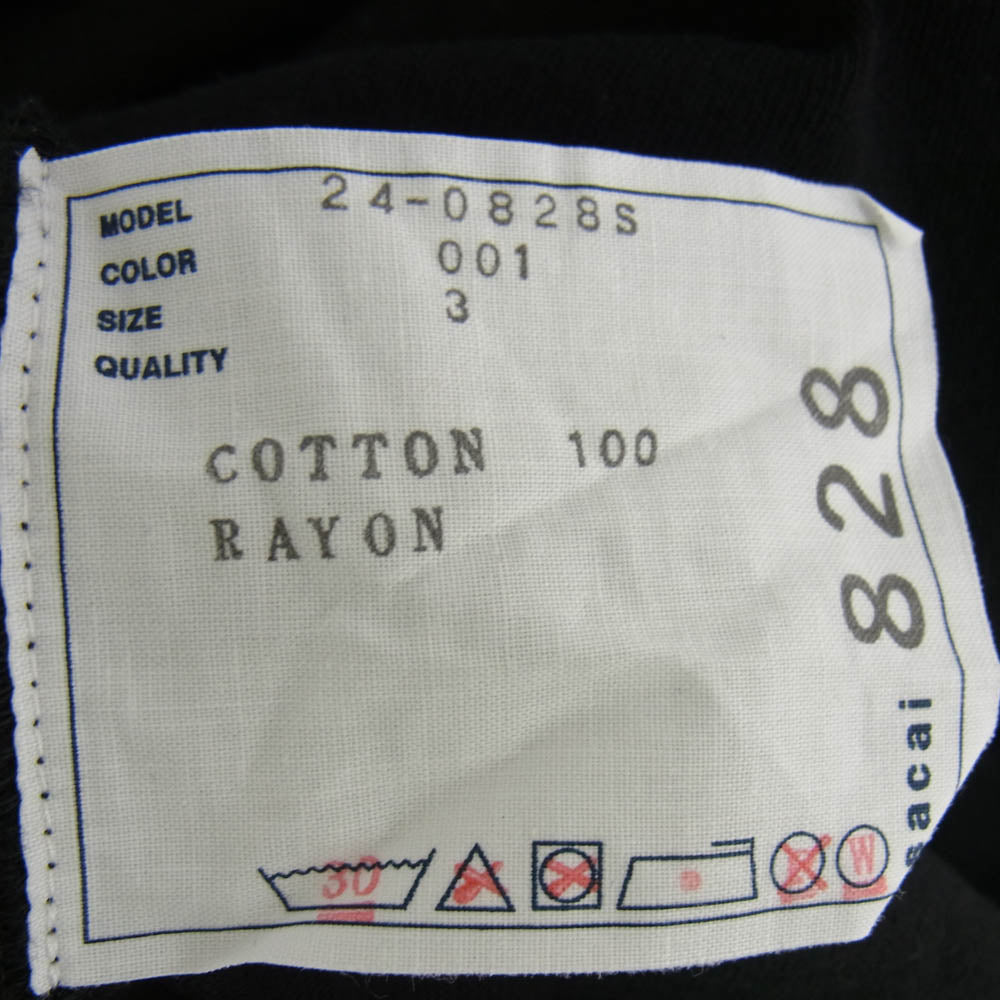 MODEL 24-0828S
COLOR 001
SIZE 3
QUALITY
COTTON 100
RAYON
828
sacai
30
W